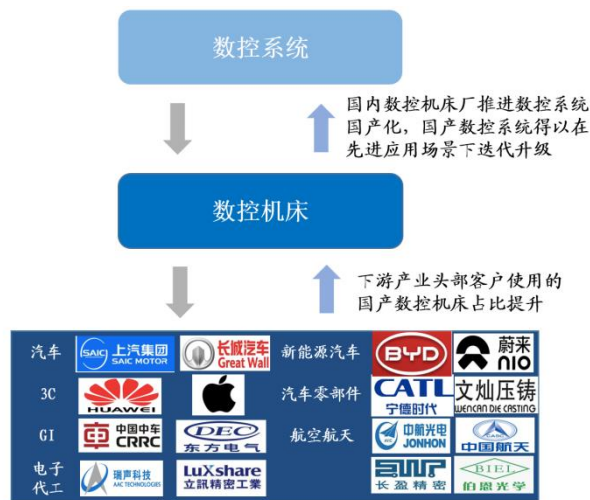 数控系统
国内数控机床厂推进数控系统
国产化，国产数控系统得以在
先进应用场景下迭代升级
数控机床
下游产业头部客户使用的
国产数控机床占比提升
汽车
SAIC 上汽集团
SAIC MOTOR
长城汽车
Great Wall
新能源汽车
BYD
蔚来
NIO
3C
HUAWEI
汽车零部件
CATL
宁德时代
文灿压铸
WENCAN DIE CASTING
GI
中国中车
CRRC
DEC
东方电气
航空航天
中航光电
JONHON
CASC
中国航天
电子
代工
瑞声科技
AAC TECHNOLOGIES
LUXshare
立訊精密工業
EWP
长盈精密
BIEL
伯恩光学